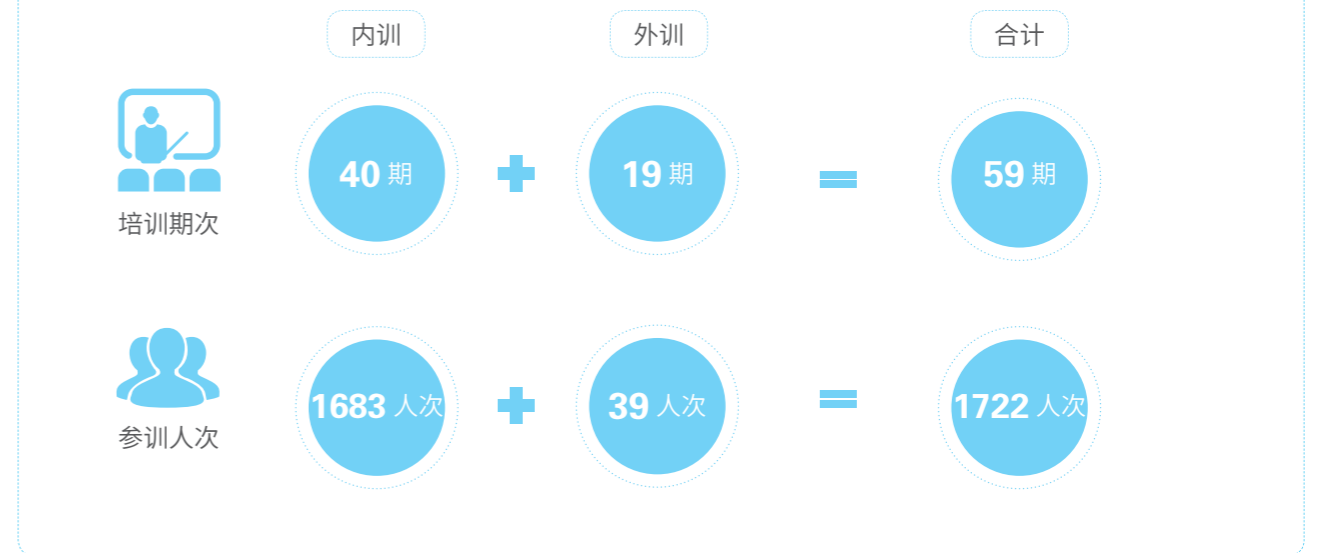 内训 外训 合计
40 期 + 19 期 = 59 期
培训期次
1683 人次 + 39 人次 = 1722 人次
参训人次